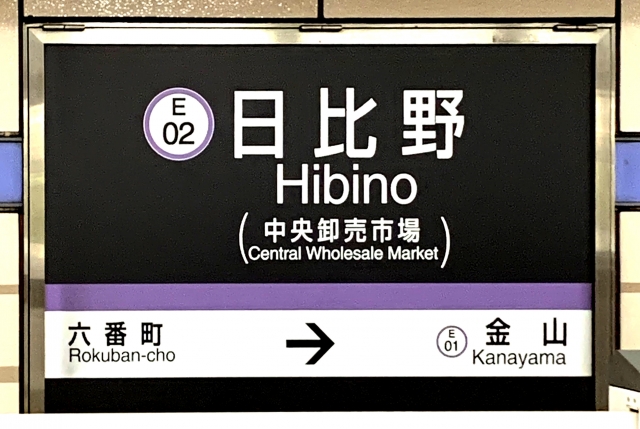 E
02
日比野
Hibino
(中央卸売市場
Central Wholesale Market)
六番町
Rokuban-cho
→
E
01
金山
Kanayama